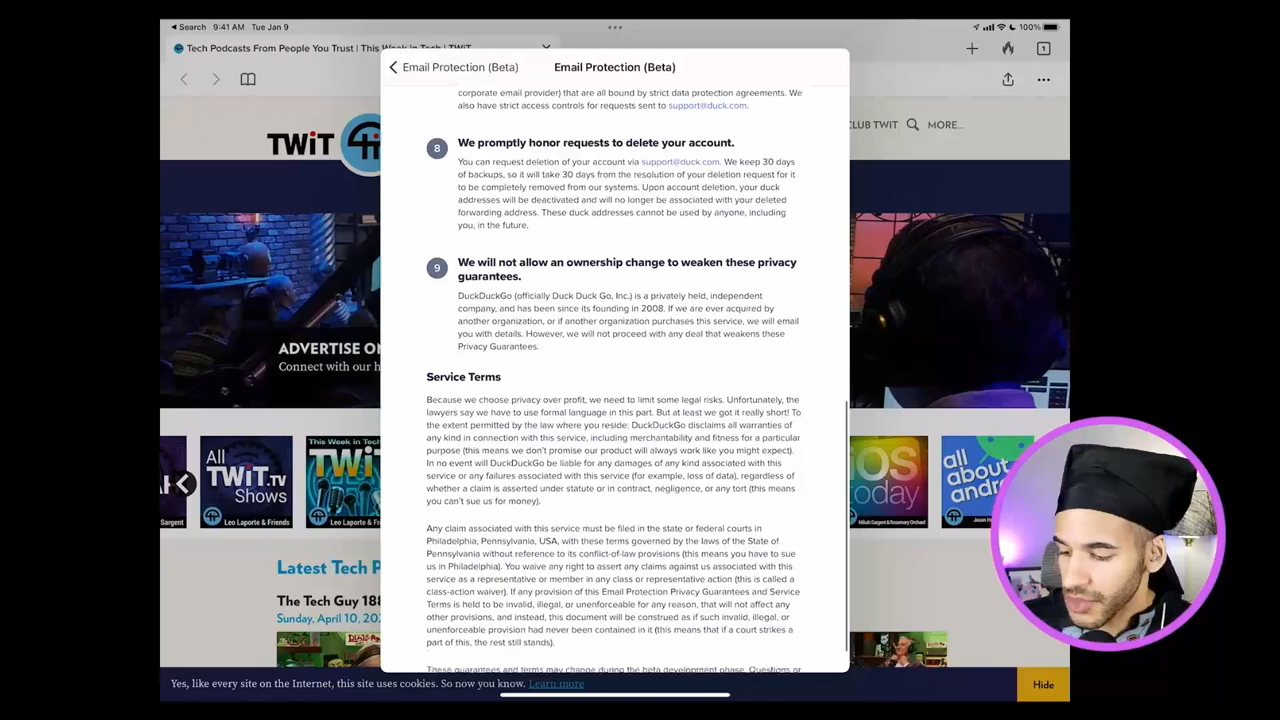 Search 9:41 AM Tue Jan 9
100%
Tech Podcasts From People You Trust | This Week in Tech | TWiT
1
Email Protection (Beta)
Email Protection (Beta)
TWiT
CLUB TWIT
MORE...
corporate email provider) that are all bound by strict data protection agreements. We
also have strict access controls for requests sent to support@duck.com.
8
We promptly honor requests to delete your account.
You can request deletion of your account via support@duck.com. We keep 30 days
of backups, so it will take 30 days from the resolution of your deletion request for it
to be completely removed from our systems. Upon account deletion, your duck
addresses will be deactivated and will no longer be associated with your deleted
forwarding address. These duck addresses cannot be used by anyone, including
you, in the future.
9
We will not allow an ownership change to weaken these privacy
guarantees.
DuckDuckGo (officially Duck Duck Go, Inc.) is a privately held, independent
company, and has been since its founding in 2008. If we are ever acquired by
another organization, or if another organization purchases this service, we will email
you with details. However, we will not proceed with any deal that weakens these
Privacy Guarantees.
ADVERTISE ON
Connect with our h
Service Terms
Because we choose privacy over profit, we need to limit some legal risks. Unfortunately, the
lawyers say we have to use formal language in this part. But at least we got it really short! To
the extent permitted by the law where you reside: DuckDuckGo disclaims all warranties of
any kind in connection with this service, including merchantability and fitness for a particular
purpose (this means we don't promise our product will always work like you might expect).
In no event will DuckDuckGo be liable for any damages of any kind associated with this
service or any failures associated with this service (for example, loss of data), regardless of
whether a claim is asserted under statute or in contract, negligence, or any tort (this means
you can't sue us for money).
Any claim associated with this service must be filed in the state or federal courts in
Philadelphia, Pennsylvania, USA, with these terms governed by the laws of the State of
Pennsylvania without reference to its conflict-of-law provisions (this means you have to sue
us in Philadelphia). You waive any right to assert any claims against us associated with this
service as a representative or member in any class or representative action (this is called a
class-action waiver). If any provision of this Email Protection Privacy Guarantees and Service
Terms is held to be invalid, illegal, or unenforceable for any reason, that will not affect any
other provisions, and instead, this document will be construed as if such invalid, illegal, or
unenforceable provision had never been contained in it (this means that if a court strikes a
part of this, the rest still stands).
These guarantees and terms may change during the beta development phase. Questions or
All
TWiT.tv
Shows
Leo Laporte & Friends
This Week in Tech
TWiT
Leo Laporte & Friends
iOS
today
Mikah Sargent & Rosemary Orchard
all
about
andr
Jason H
Latest Tech P
The Tech Guy 188
Sunday, April 10, 202
Yes, like every site on the Internet, this site uses cookies. So now you know. Learn more
Hide